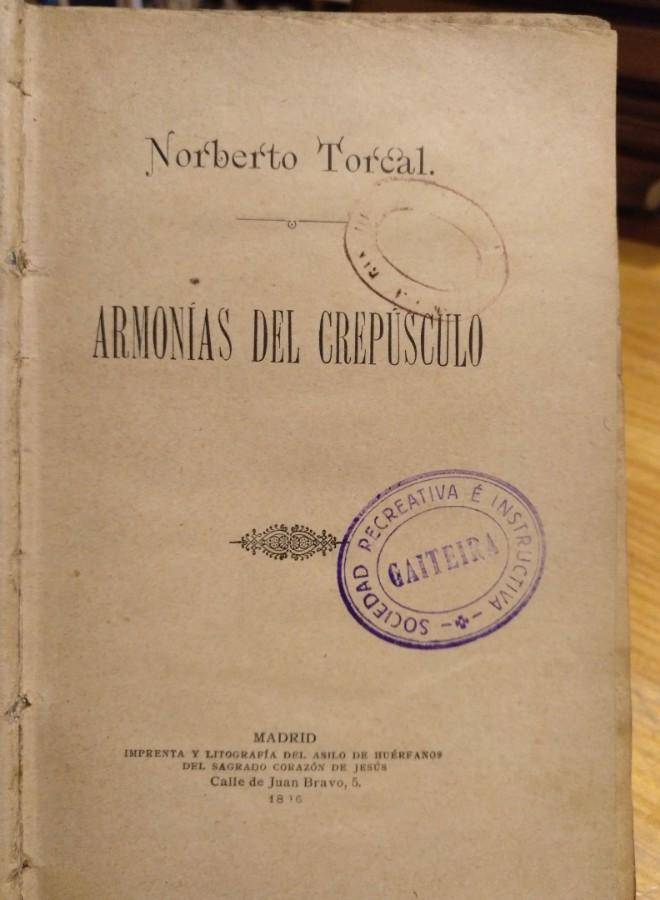 Norberto Torcal.
ARMONÍAS DEL CREPÚSCULO
SOCIEDAD RECREATIVA É INSTRUCTIVA
GAITEIRA
MADRID
IMPRENTA Y LITOGRAFÍA DEL ASILO DE HUÉRFANOS
DEL SAGRADO CORAZÓN DE JESÚS
Calle de Juan Bravo, 5.